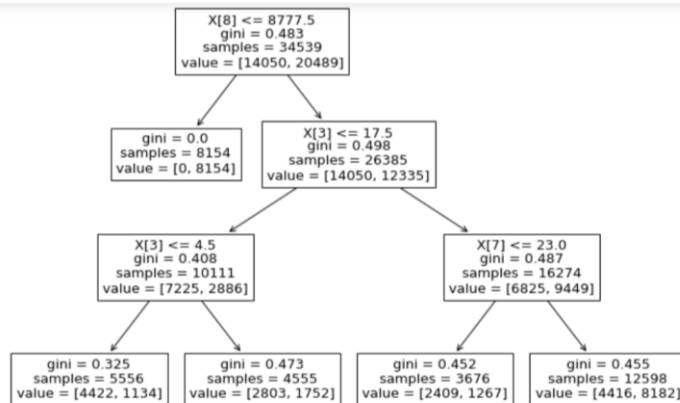 X[8] <= 8777.5
gini = 0.483
samples = 34539
value = [14050, 20489]
gini = 0.0
samples = 8154
value = [0, 8154]
X[3] <= 17.5
gini = 0.498
samples = 26385
value = [14050, 12335]
X[3] <= 4.5
gini = 0.408
samples = 10111
value = [7225, 2886]
X[7] <= 23.0
gini = 0.487
samples = 16274
value = [6825, 9449]
gini = 0.325
samples = 5556
value = [4422, 1134]
gini = 0.473
samples = 4555
value = [2803, 1752]
gini = 0.452
samples = 3676
value = [2409, 1267]
gini = 0.455
samples = 12598
value = [4416, 8182]